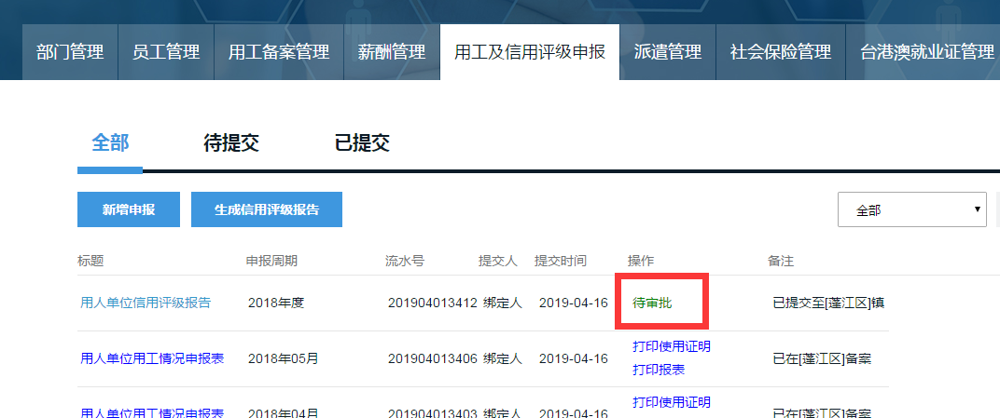 部门管理 员工管理 用工备案管理 薪酬管理 用工及信用评级申报 派遣管理 社会保险管理 台港澳就业证管理
全部 待提交 已提交
新增申报 生成信用评级报告 全部
标题 申报周期 流水号 提交人 提交时间 操作 备注
用人单位信用评级报告 2018年度 201904013412 绑定人 2019-04-16 待审批 已提交至[蓬江区]镇
用人单位用工情况申报表 2018年05月 201904013406 绑定人 2019-04-16 打印使用证明 已在[蓬江区]备案
打印报表
用人单位用工情况申报表 2018年04月 201904013403 绑定人 2019-04-16 打印使用证明 已在[蓬江区]备案